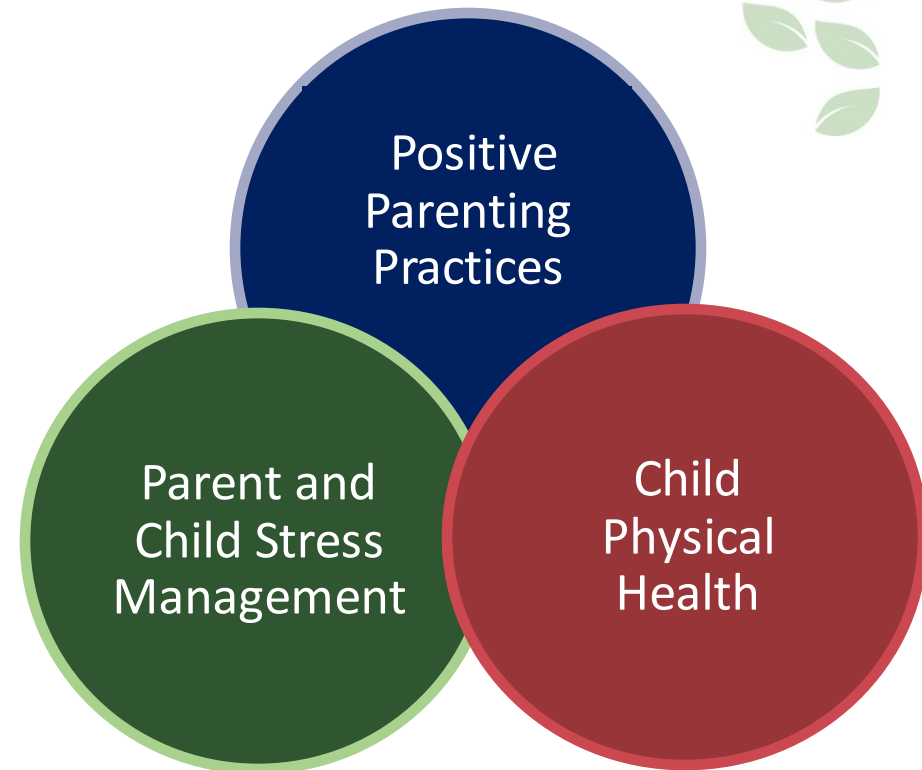 Positive
Parenting
Practices
Parent and
Child Stress
Management
Child
Physical
Health